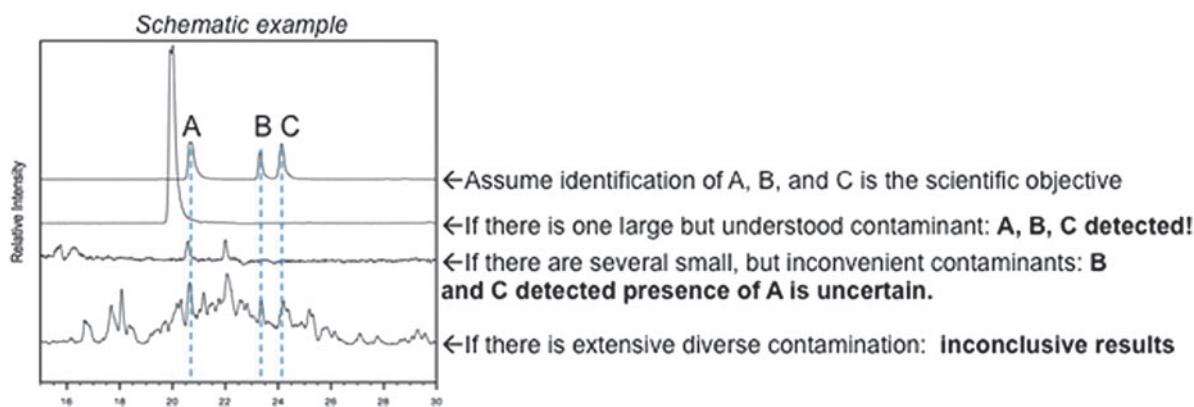 Schematic example
A B C
Relative Intensity
←Assume identification of A, B, and C is the scientific objective
←If there is one large but understood contaminant: A, B, C detected!
←If there are several small, but inconvenient contaminants: B
and C detected presence of A is uncertain.
←If there is extensive diverse contamination: inconclusive results
16 18 20 22 24 26 28 30